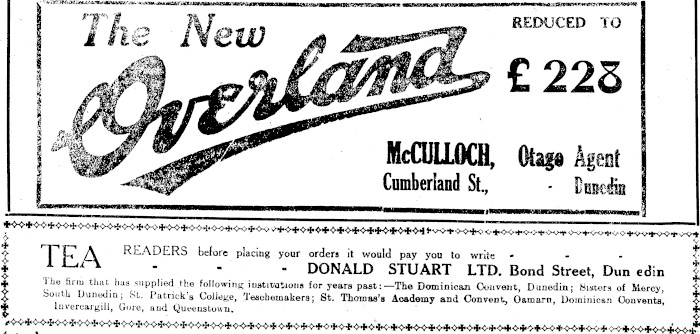 The New Overland
REDUCED TO
£ 228
McCULLOCH, Otago Agent
Cumberland St., - Dunedin
TEA READERS before placing your orders it would pay you to write - - -
- - - - DONALD STUART LTD. Bond Street, Dunedin
The firm that has supplied the following institutions for years past:—The Dominican Convent, Dunedin; Sisters of Mercy,
South Dunedin; St. Patrick's College, Teschemakers; St. Thomas's Academy and Convent, Oamaru, Dominican Convents,
Invercargill, Gore, and Queenstown.